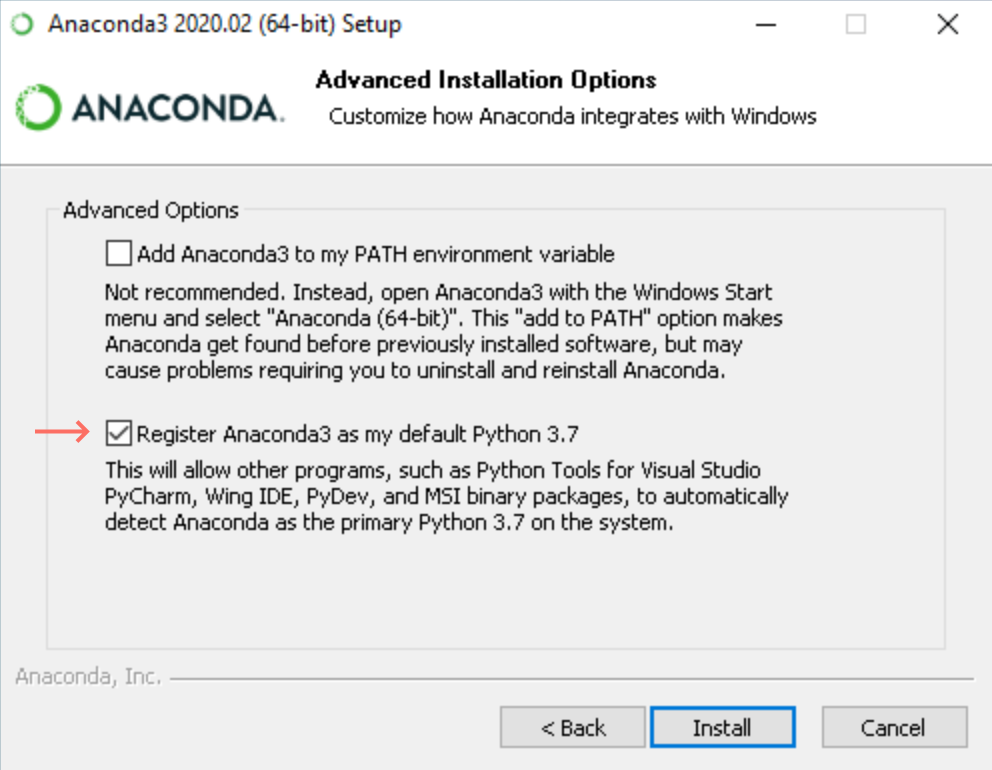 Anaconda3 2020.02 (64-bit) Setup
ANACONDA.
Advanced Installation Options
Customize how Anaconda integrates with Windows
Advanced Options
Add Anaconda3 to my PATH environment variable
Not recommended. Instead, open Anaconda3 with the Windows Start
menu and select "Anaconda (64-bit)". This "add to PATH" option makes
Anaconda get found before previously installed software, but may
cause problems requiring you to uninstall and reinstall Anaconda.
Register Anaconda3 as my default Python 3.7
This will allow other programs, such as Python Tools for Visual Studio
PyCharm, Wing IDE, PyDev, and MSI binary packages, to automatically
detect Anaconda as the primary Python 3.7 on the system.
Anaconda, Inc.
< Back
Install
Cancel